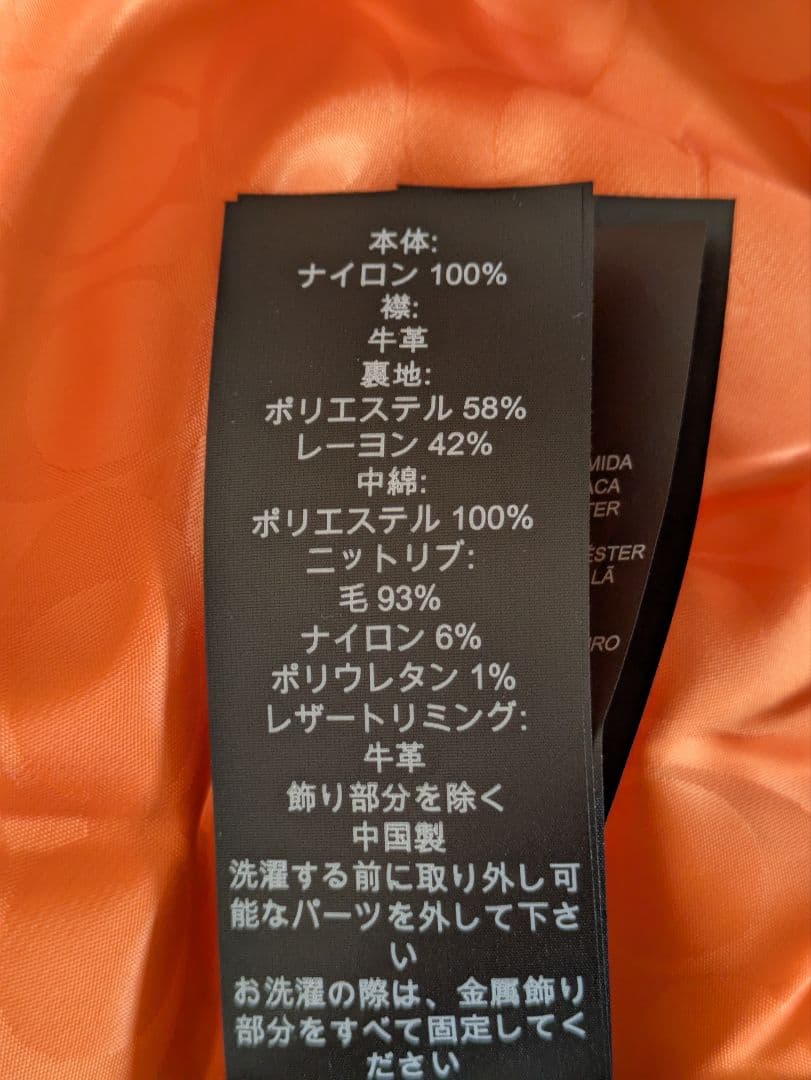 本体:
ナイロン 100%
襟:
牛革
裏地:
ポリエステル 58%
レーヨン 42%
中綿:
ポリエステル 100%
ニットリブ:
毛 93%
ナイロン 6%
ポリウレタン 1%
レザートリミング:
牛革
飾り部分を除く
中国製
洗濯する前に取り外し可
能なパーツを外して下さ
い
お洗濯の際は、金属飾り
部分をすべて固定してく
ださい
MIDA
ACA
TER
ÉSTER
LÃ
URO